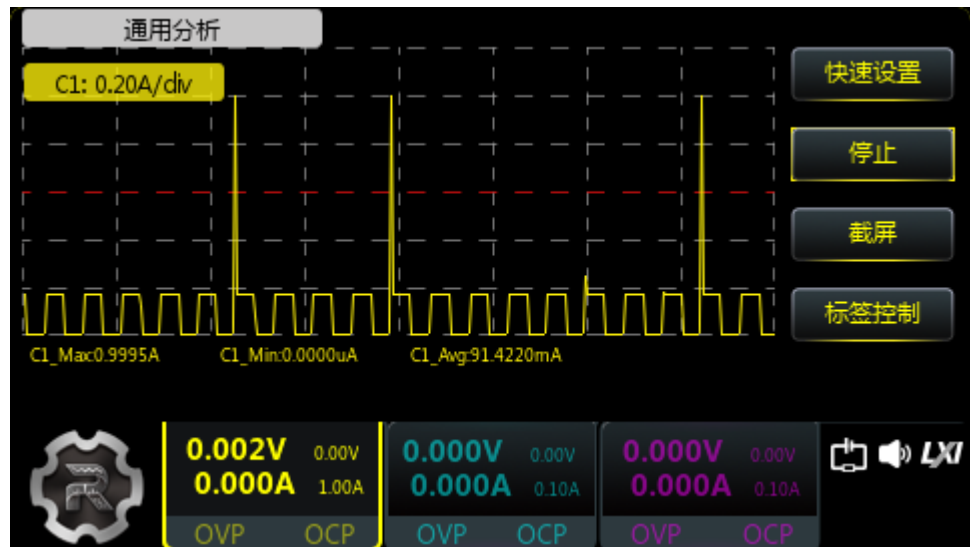 通用分析
C1: 0.20A/div
快速设置
停止
截屏
标签控制
C1_Max:0.9995A C1_Min:0.0000uA C1_Avg:91.4220mA
0.002V 0.00V 0.000V 0.00V 0.000V 0.00V
0.000A 1.00A 0.000A 0.10A 0.000A 0.10A
OVP OCP OVP OCP OVP OCP
LXI
R